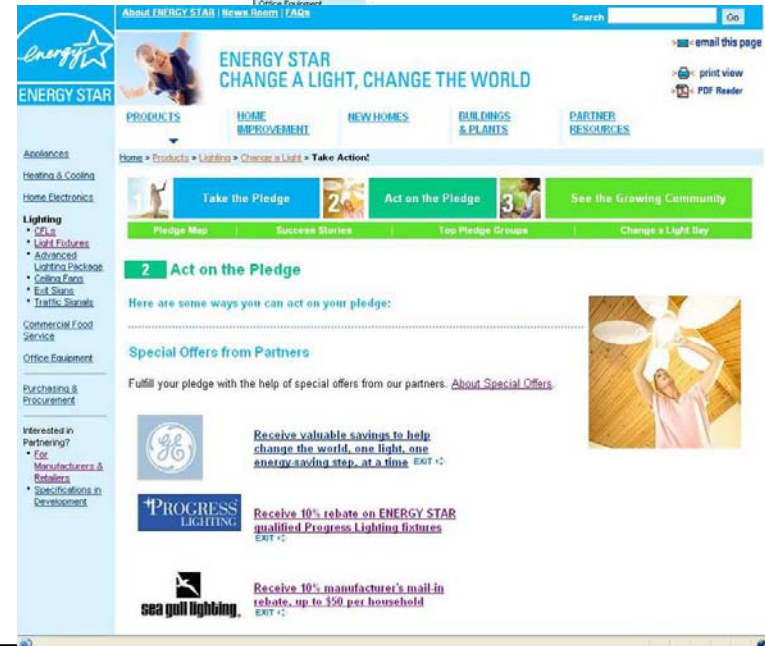 Office Equipment
About ENERGY STAR | News Room | FAQs
Search
Go
energy
ENERGY STAR
ENERGY STAR
CHANGE A LIGHT, CHANGE THE WORLD
email this page
print view
PDF Reader
PRODUCTS
HOME IMPROVEMENT
NEW HOMES
BUILDINGS & PLANTS
PARTNER RESOURCES
Home > Products > Lighting > Change a Light > Take Action!
Appliances
Heating & Cooling
Home Electronics
Lighting
• CFLs
• Light Fixtures
• Advanced
Lighting Package
• Ceiling Fans
• Exit Signs
• Traffic Signals
Commercial Food
Service
Office Equipment
Purchasing &
Procurement
Interested in
Partnering?
• For
Manufacturers &
Retailers
• Specifications in
Development
1 Take the Pledge
2 Act on the Pledge
3 See the Growing Community
Pledge Map | Success Stories | Top Pledge Groups | Change a Light Day
2 Act on the Pledge
Here are some ways you can act on your pledge:
Special Offers from Partners
Fulfill your pledge with the help of special offers from our partners. About Special Offers.
GE
Receive valuable savings to help
change the world, one light, one
energy-saving step, at a time EXIT
PROGRESS
LIGHTING
Receive 10% rebate on ENERGY STAR
qualified Progress Lighting fixtures
EXIT
sea gull lighting.
Receive 10% manufacturer's mail-in
rebate, up to $50 per household
EXIT